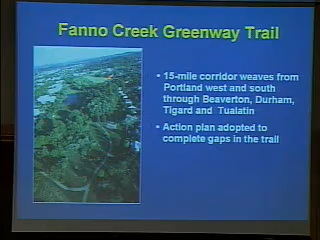 Fanno Creek Greenway Trail
• 15-mile corridor weaves from
Portland west and south
through Beaverton, Durham,
Tigard and Tualatin
• Action plan adopted to
complete gaps in the trail